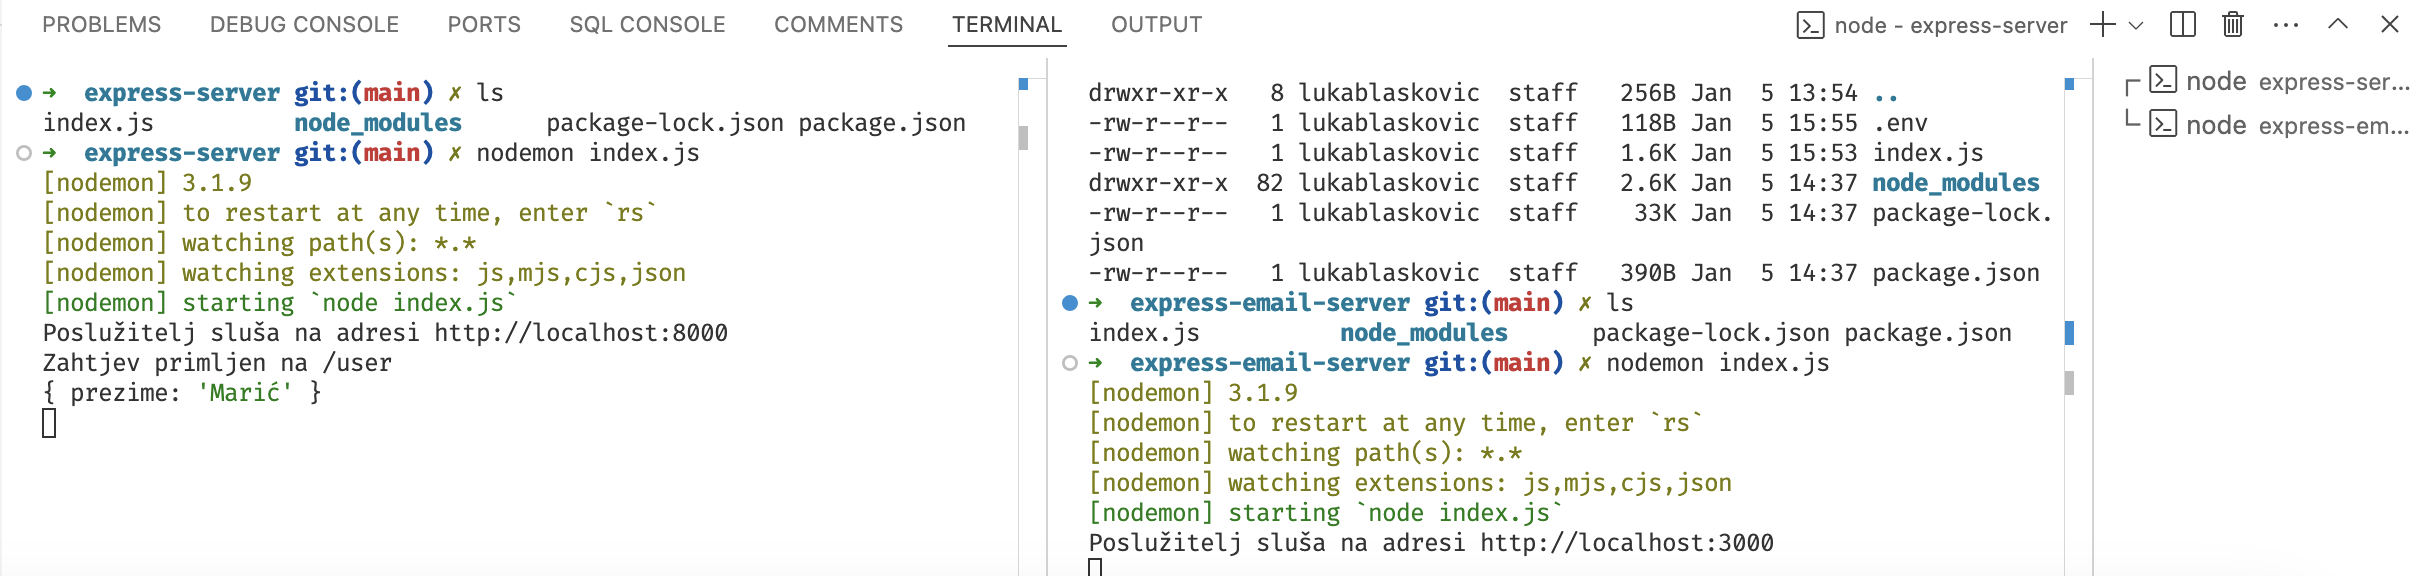 PROBLEMS DEBUG CONSOLE PORTS SQL CONSOLE COMMENTS TERMINAL OUTPUT node - express-server
➜ express-server git:(main) ✗ ls
index.js node_modules package-lock.json package.json
➜ express-server git:(main) ✗ nodemon index.js
[nodemon] 3.1.9
[nodemon] to restart at any time, enter `rs`
[nodemon] watching path(s): *.*
[nodemon] watching extensions: js,mjs,cjs,json
[nodemon] starting `node index.js`
Poslužitelj sluša na adresi http://localhost:8000
Zahtjev primljen na /user
{ prezime: 'Marić' }
drwxr-xr-x 8 lukablaskovic staff 256B Jan 5 13:54 ..
-rw-r--r-- 1 lukablaskovic staff 118B Jan 5 15:55 .env
-rw-r--r-- 1 lukablaskovic staff 1.6K Jan 5 15:53 index.js
drwxr-xr-x 82 lukablaskovic staff 2.6K Jan 5 14:37 node_modules
-rw-r--r-- 1 lukablaskovic staff 33K Jan 5 14:37 package-lock.
json
-rw-r--r-- 1 lukablaskovic staff 390B Jan 5 14:37 package.json
➜ express-email-server git:(main) ✗ ls
index.js node_modules package-lock.json package.json
➜ express-email-server git:(main) ✗ nodemon index.js
[nodemon] 3.1.9
[nodemon] to restart at any time, enter `rs`
[nodemon] watching path(s): *.*
[nodemon] watching extensions: js,mjs,cjs,json
[nodemon] starting `node index.js`
Poslužitelj sluša na adresi http://localhost:3000
node express-ser...
node express-em...